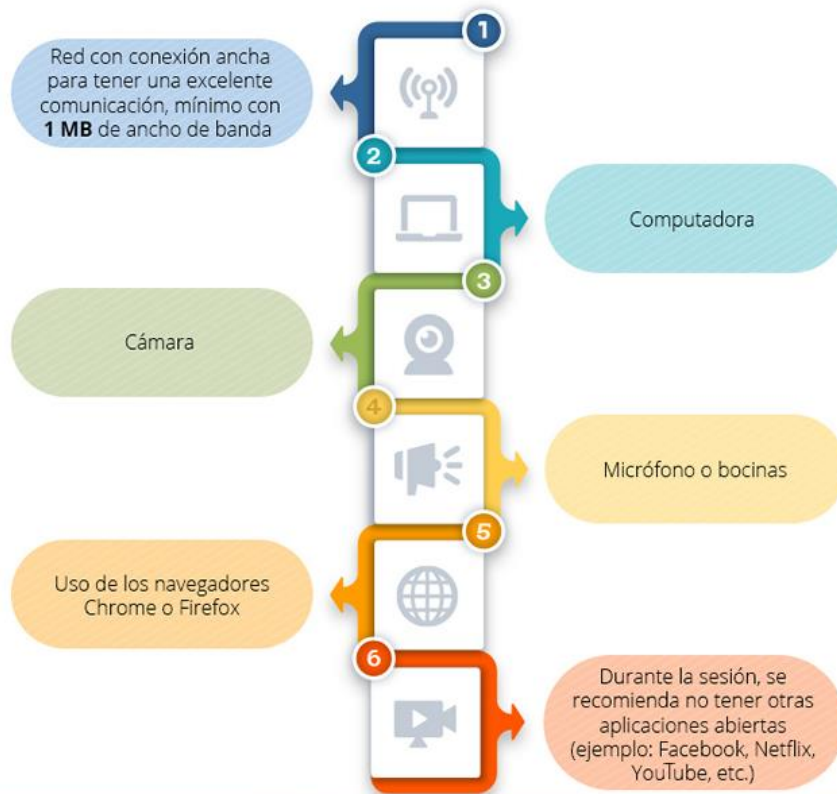 1
Red con conexión ancha
para tener una excelente
comunicación, mínimo con
1 MB de ancho de banda
2
Computadora
3
Cámara
4
Micrófono o bocinas
5
Uso de los navegadores
Chrome o Firefox
6
Durante la sesión, se
recomienda no tener otras
aplicaciones abiertas
(ejemplo: Facebook, Netflix,
YouTube, etc.)